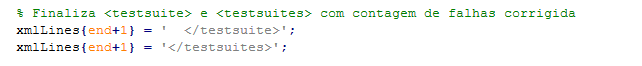 % Finaliza <testsuite> e <testsuites> com contagem de falhas corrigida
xmlLines{end+1} = '  </testsuite>';
xmlLines{end+1} = '</testsuites>';